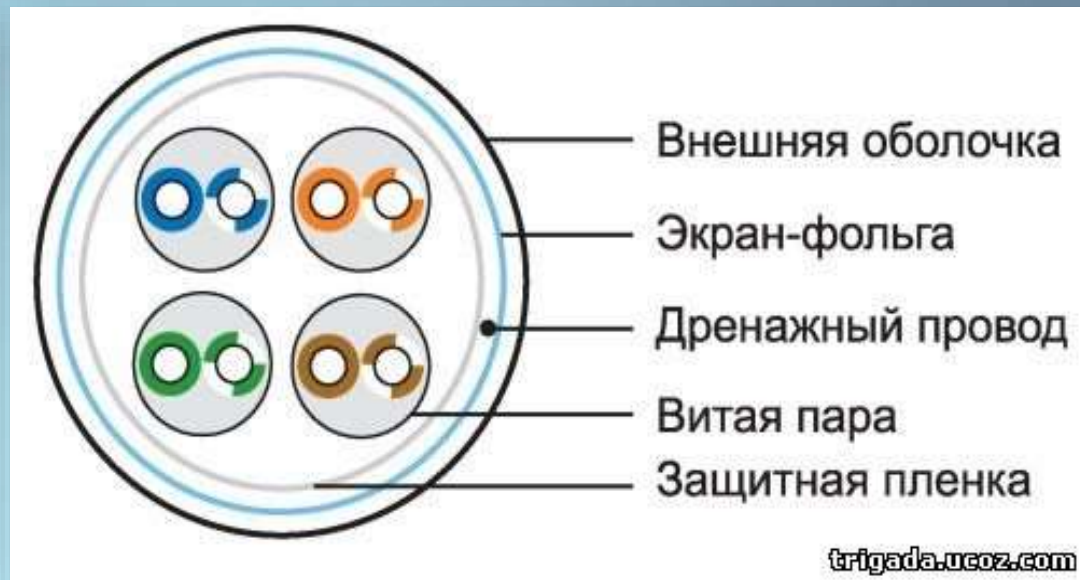 Внешняя оболочка
Экран-фольга
Дренажный провод
Витая пара
Защитная пленка
trigada.ucoz.com